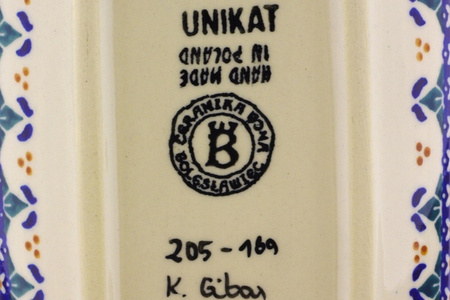 UNIKAT
HAND MADE
IN POLAND
CERAMIKA BONA
B
BOLESŁAWIEC
205-169
K.